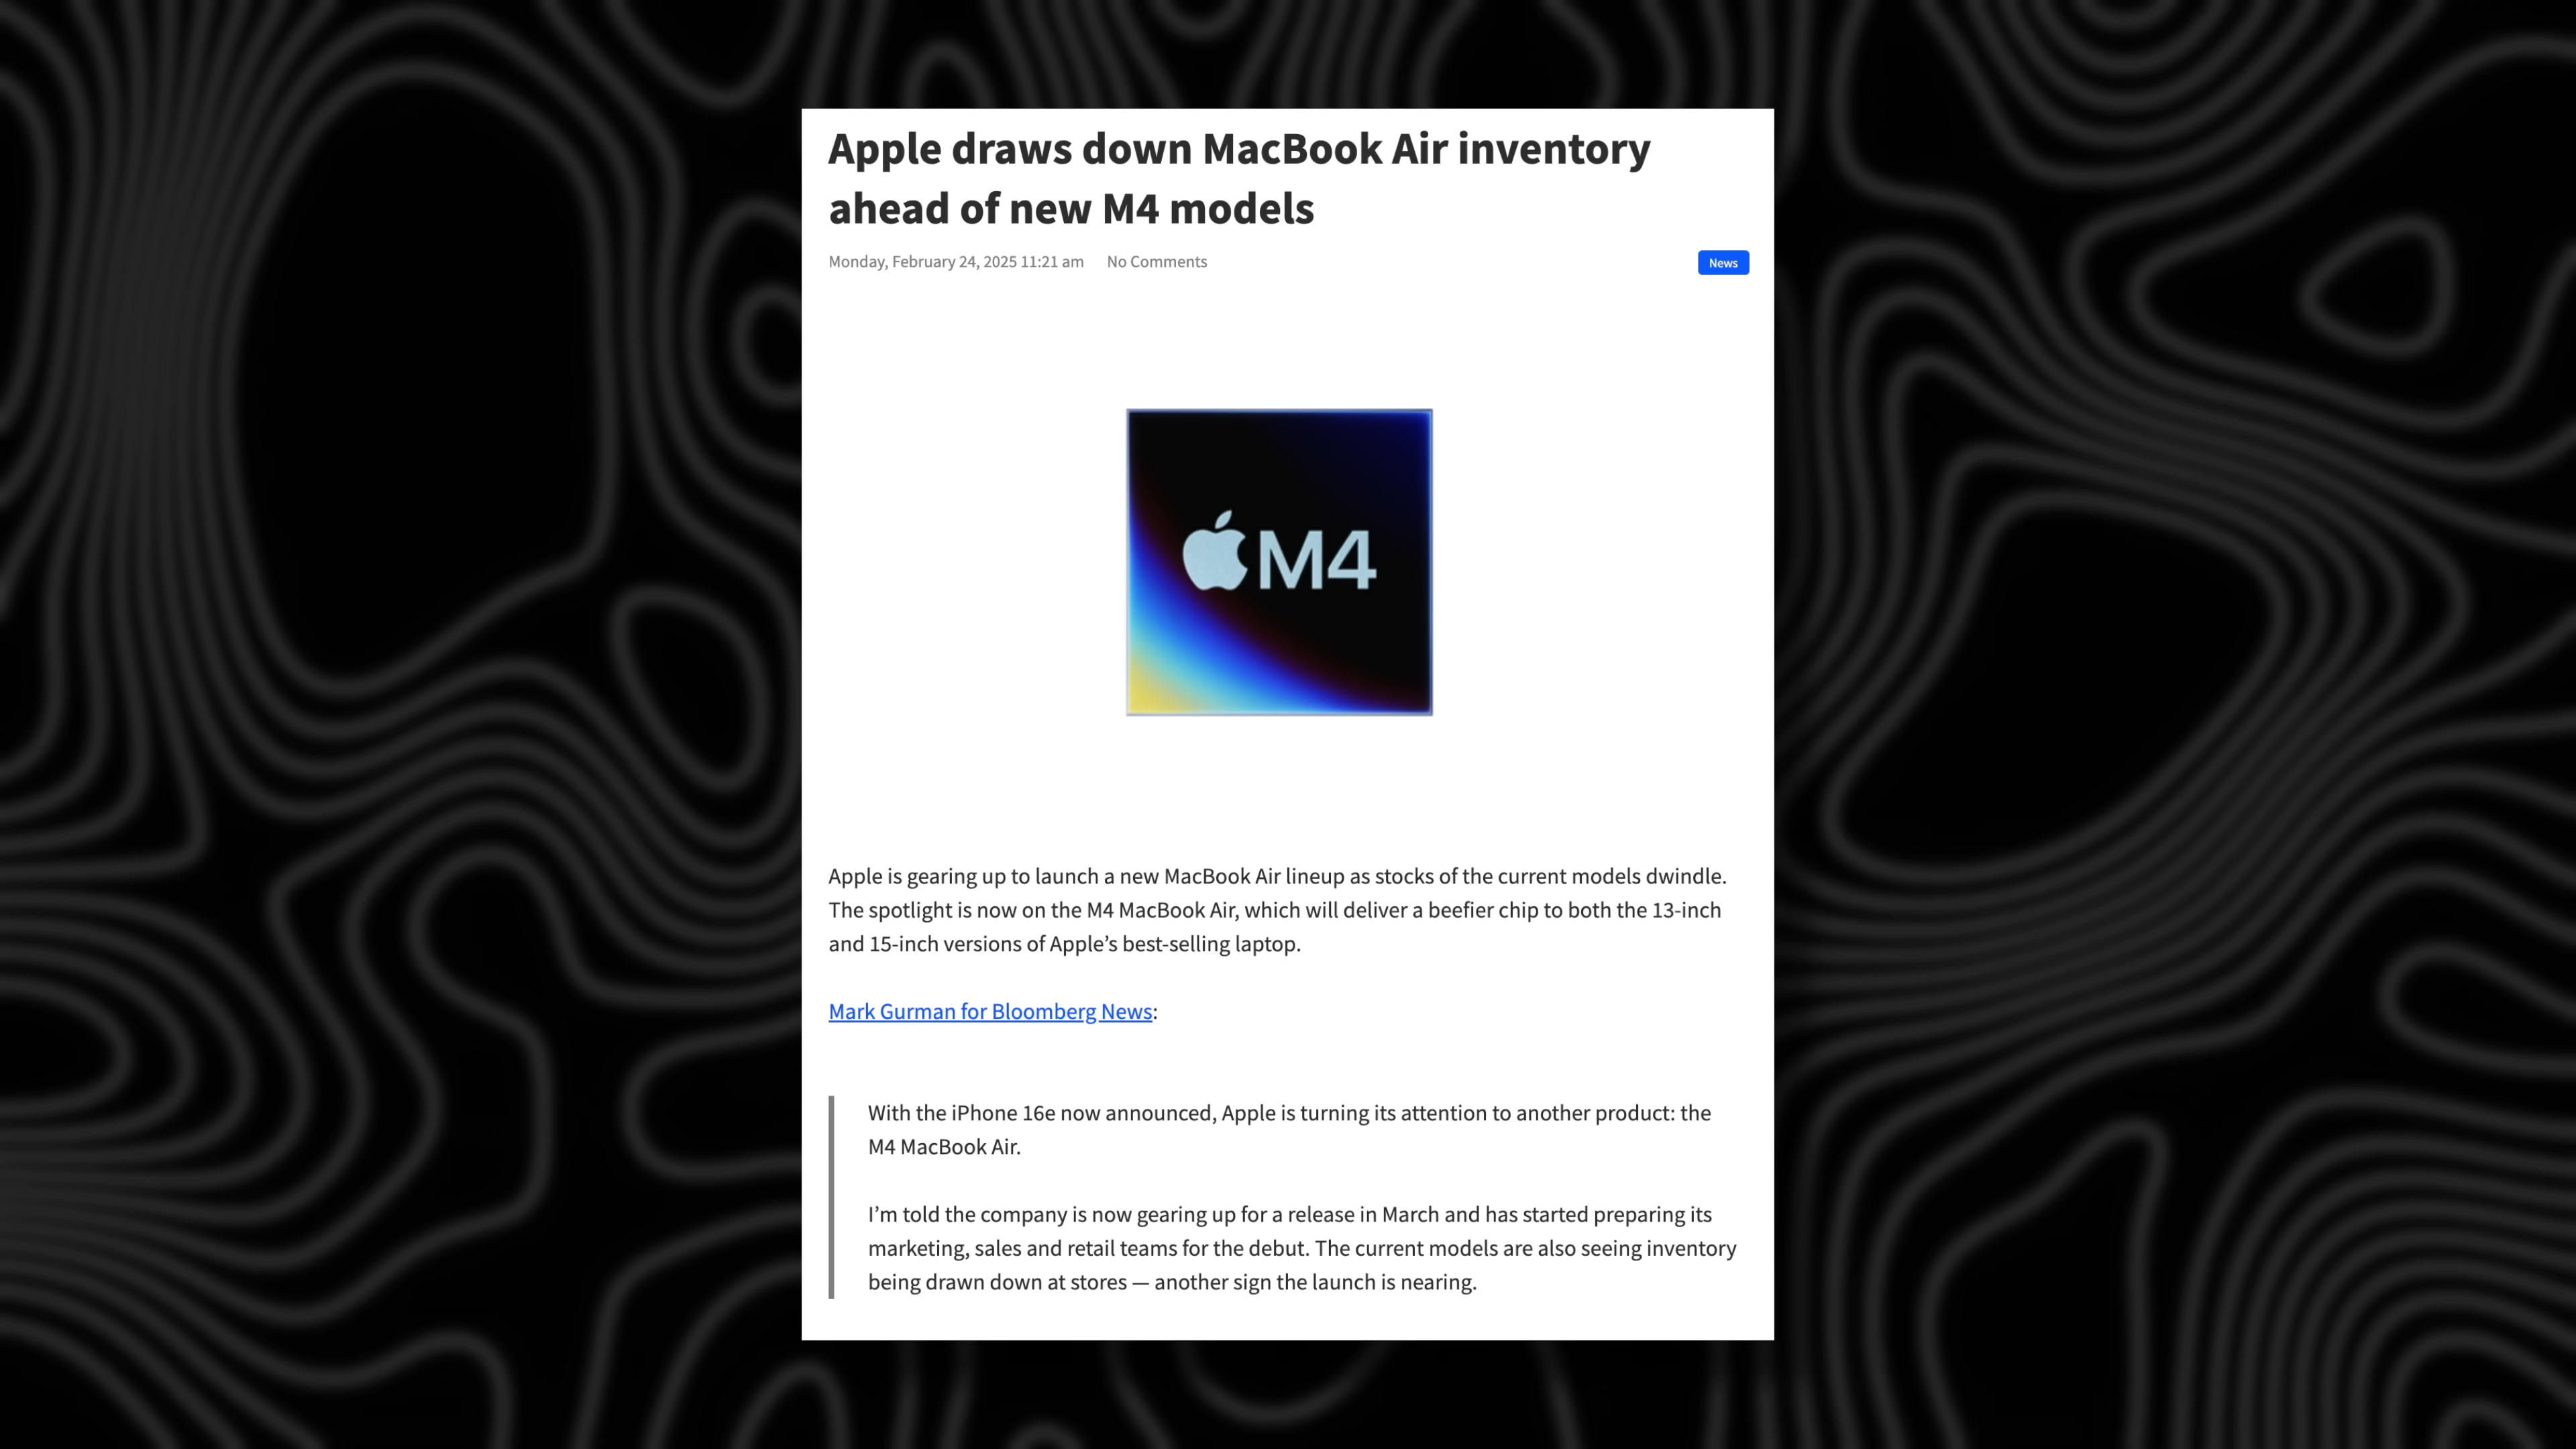 Apple draws down MacBook Air inventory
ahead of new M4 models
Monday, February 24, 2025 11:21 am No Comments
News
M4
Apple is gearing up to launch a new MacBook Air lineup as stocks of the current models dwindle.
The spotlight is now on the M4 MacBook Air, which will deliver a beefier chip to both the 13-inch
and 15-inch versions of Apple’s best-selling laptop.
Mark Gurman for Bloomberg News:
With the iPhone 16e now announced, Apple is turning its attention to another product: the
M4 MacBook Air.
I’m told the company is now gearing up for a release in March and has started preparing its
marketing, sales and retail teams for the debut. The current models are also seeing inventory
being drawn down at stores — another sign the launch is nearing.